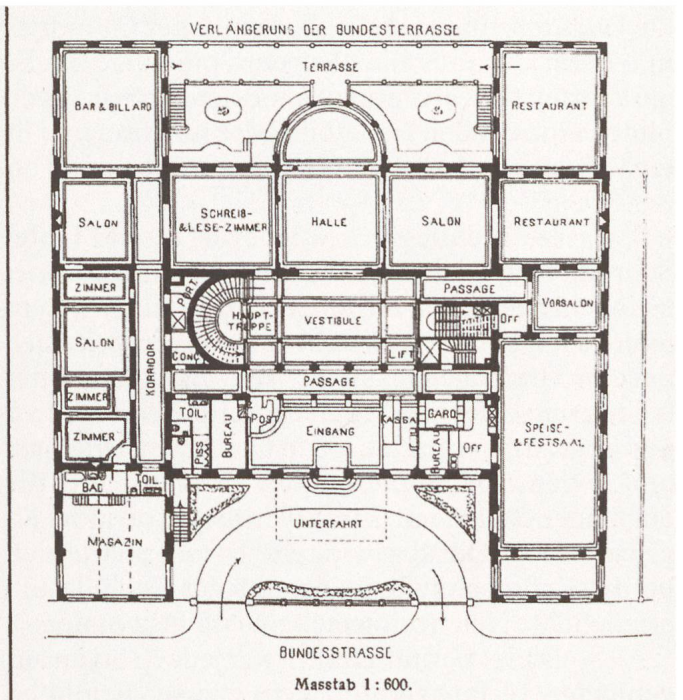 VERLÄNGERUNG DER BUNDESTERRASSE
TERRASSE
BAR & BILLARD
RESTAURANT
SALON
SCHREIB-
& LESE-ZIMMER
HALLE
SALON
RESTAURANT
ZIMMER
PORT.
PASSAGE
VORSALON
SALON
HAUPT-
TREPPE
VESTIBULE
OFF
CONC.
LIFT
KORRIDOR
PASSAGE
ZIMMER
TOIL.
POST
KASSA
GARD.
ZIMMER
PISS.
BUREAU
EINGANG
BUREAU
OFF
SPEISE-
& FESTSAAL
BAD
TOIL.
MAGAZIN
UNTERFAHRT
BUNDESSTRASSE
Masstab 1:600.